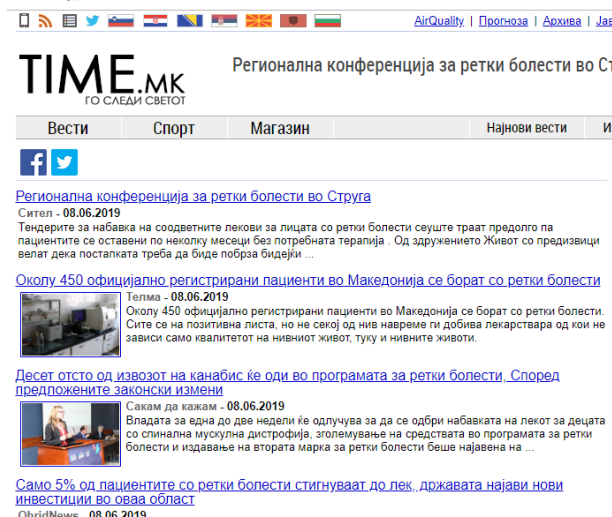 AirQuality | Прогноза | Архива |
TIME.мк
ГО СЛЕДИ СВЕТОТ
Регионална конференција за ретки болести во
Вести Спорт Магазин Најнови вести
Регионална конференција за ретки болести во Струга
Сител - 08.06.2019
Тендерите за набавка на соодветните лекови за лицата со ретки болести сеуште траат предолго па
пациентите се оставени по неколку месеци без потребната терапија . Од здружението Живот со предизвици
велат дека постапката треба да биде побрза бидејќи ...
Околу 450 официјално регистрирани пациенти во Македонија се борат со ретки болести
Телма - 08.06.2019
Околу 450 официјално регистрирани пациенти во Македонија се борат со ретки болести.
Сите се на позитивна листа, но не секој од нив навреме ги добива лекарствара од кои не
зависи само квалитетот на нивниот живот, туку и нивните животи.
Десет отсто од извозот на канабис ќе оди во програмата за ретки болести, Според
предложените законски измени
Сакам да кажам - 08.06.2019
Владата за една до две недели ќе одлучува за да се одбри набавката на лекот за децата
со спинална мускулна дистрофија, зголемување на средствата во програмата за ретки
болести и издавање на втората марка за ретки болести беше најавена на ...
Само 5% од пациентите со ретки болести стигнуваат до лек, државата најави нови
инвестиции во оваа област
OhridNews - 08.06.2019